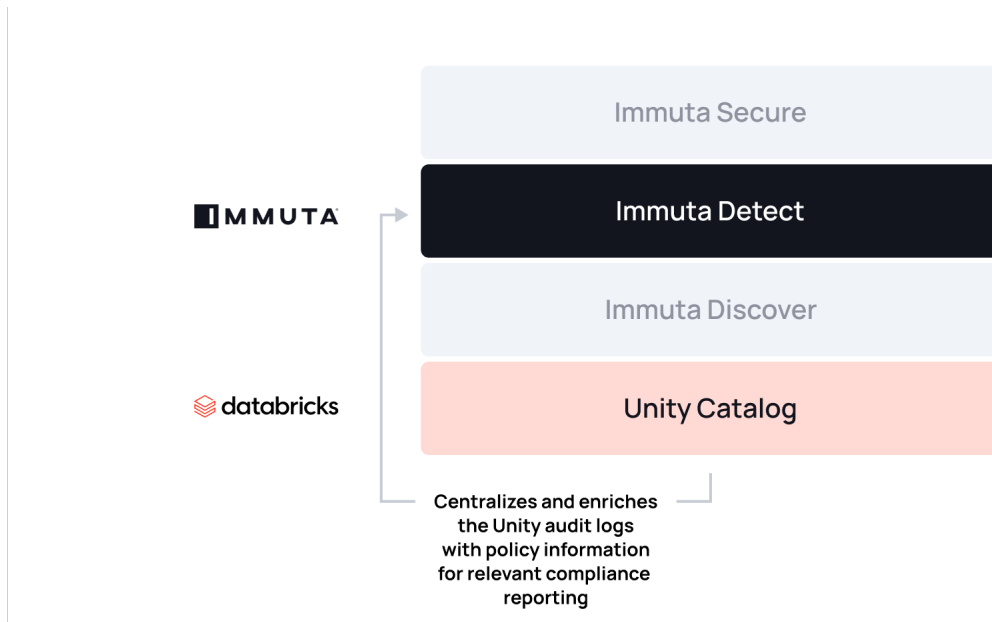 Immuta Secure
IMMUTA
Immuta Detect
Immuta Discover
databricks
Unity Catalog
Centralizes and enriches
the Unity audit logs
with policy information
for relevant compliance
reporting